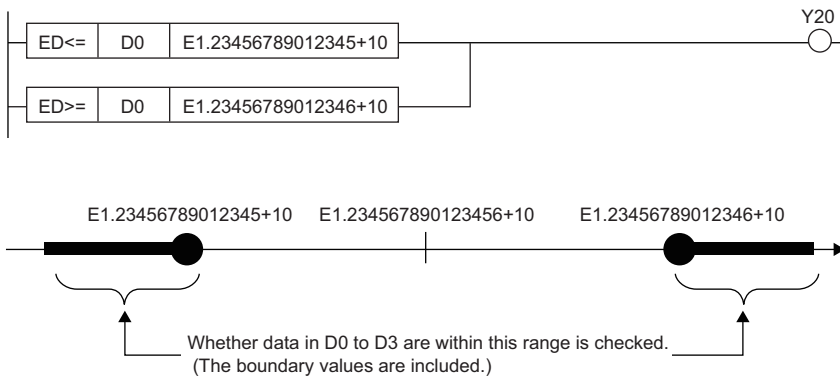 Y20
ED<= D0 E1.23456789012345+10
ED>= D0 E1.23456789012346+10
E1.23456789012345+10 E1.234567890123456+10 E1.23456789012346+10
Whether data in D0 to D3 are within this range is checked.
(The boundary values are included.)